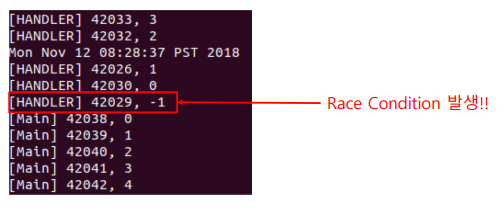 [HANDLER] 42033, 3
[HANDLER] 42032, 2
Mon Nov 12 08:28:37 PST 2018
[HANDLER] 42026, 1
[HANDLER] 42030, 0
[HANDLER] 42029, -1
Race Condition 발생!!
[Main] 42038, 0
[Main] 42039, 1
[Main] 42040, 2
[Main] 42041, 3
[Main] 42042, 4